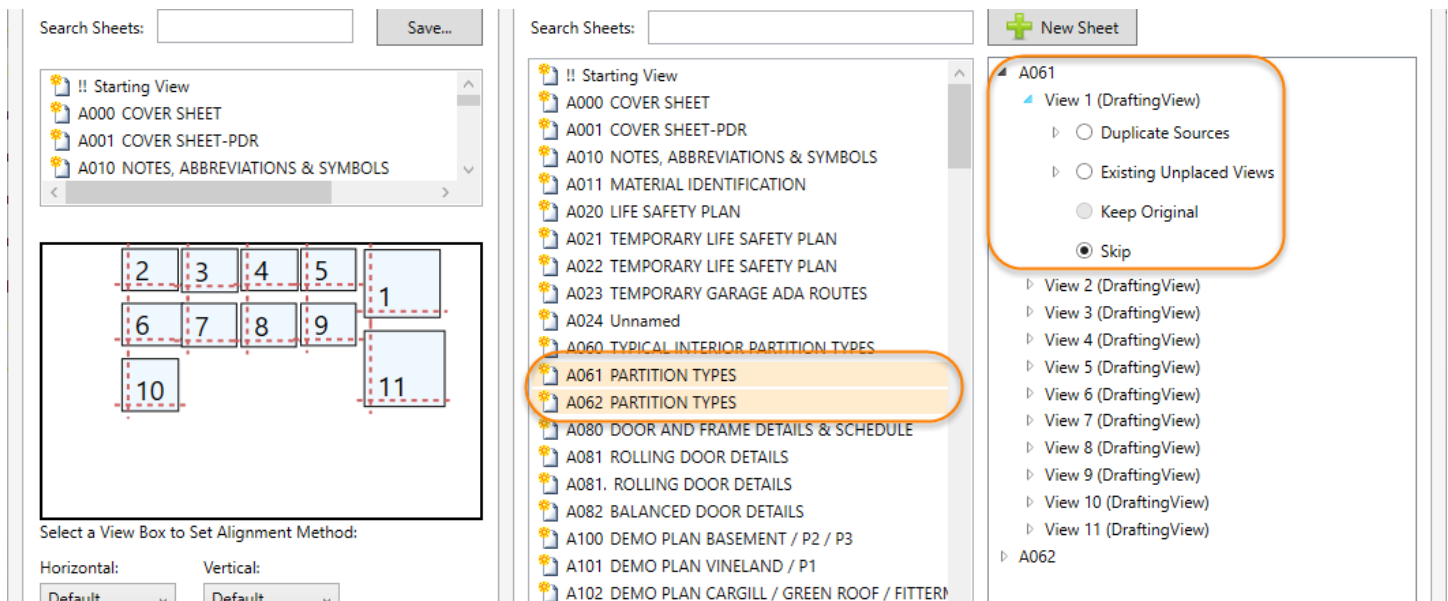 Search Sheets:
Save...
!! Starting View
A000 COVER SHEET
A001 COVER SHEET-PDR
A010 NOTES, ABBREVIATIONS & SYMBOLS
2 3 4 5
1
6 7 8 9
10
11
Select a View Box to Set Alignment Method:
Horizontal: Vertical:
Default Default
Search Sheets:
!! Starting View
A000 COVER SHEET
A001 COVER SHEET-PDR
A010 NOTES, ABBREVIATIONS & SYMBOLS
A011 MATERIAL IDENTIFICATION
A020 LIFE SAFETY PLAN
A021 TEMPORARY LIFE SAFETY PLAN
A022 TEMPORARY LIFE SAFETY PLAN
A023 TEMPORARY GARAGE ADA ROUTES
A024 Unnamed
A060 TYPICAL INTERIOR PARTITION TYPES
A061 PARTITION TYPES
A062 PARTITION TYPES
A080 DOOR AND FRAME DETAILS & SCHEDULE
A081 ROLLING DOOR DETAILS
A081. ROLLING DOOR DETAILS
A082 BALANCED DOOR DETAILS
A100 DEMO PLAN BASEMENT / P2 / P3
A101 DEMO PLAN VINELAND / P1
A102 DEMO PLAN CARGILL / GREEN ROOF / FITTERM
New Sheet
A061
View 1 (DraftingView)
Duplicate Sources
Existing Unplaced Views
Keep Original
Skip
View 2 (DraftingView)
View 3 (DraftingView)
View 4 (DraftingView)
View 5 (DraftingView)
View 6 (DraftingView)
View 7 (DraftingView)
View 8 (DraftingView)
View 9 (DraftingView)
View 10 (DraftingView)
View 11 (DraftingView)
A062